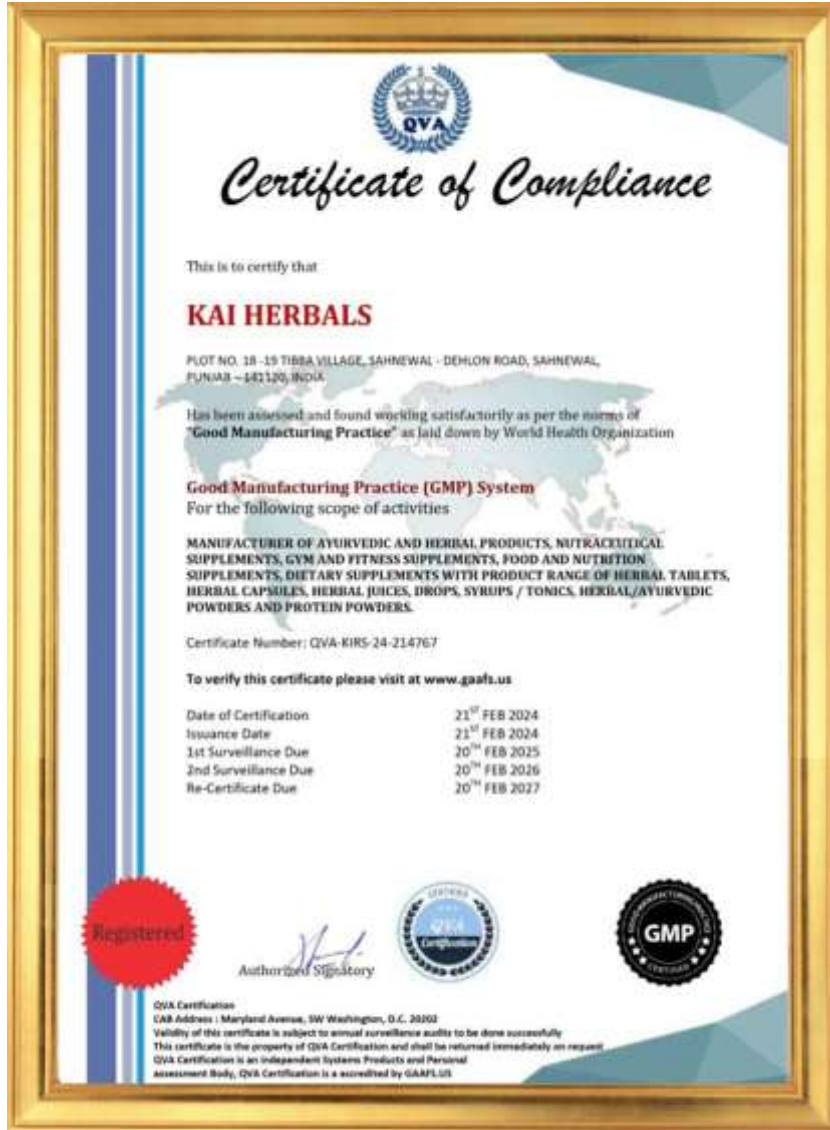 QVA
Certificate of Compliance
This is to certify that
KAI HERBALS
PLOT NO. 18 -19 TIBBA VILLAGE, SAHNEWAL - DEHLON ROAD, SAHNEWAL,
PUNJAB – 141120, INDIA
Has been assessed and found working satisfactorily as per the norms of
"Good Manufacturing Practice" as laid down by World Health Organization
Good Manufacturing Practice (GMP) System
For the following scope of activities
MANUFACTURER OF AYURVEDIC AND HERBAL PRODUCTS, NUTRACEUTICAL
SUPPLEMENTS, GYM AND FITNESS SUPPLEMENTS, FOOD AND NUTRITION
SUPPLEMENTS, DIETARY SUPPLEMENTS WITH PRODUCT RANGE OF HERBAL TABLETS,
HERBAL CAPSULES, HERBAL JUICES, DROPS, SYRUPS / TONICS, HERBAL/AYURVEDIC
POWDERS AND PROTEIN POWDERS.
Certificate Number: QVA-KIRS-24-214767
To verify this certificate please visit at www.gaafs.us
Date of Certification 21ST FEB 2024
Issuance Date 21ST FEB 2024
1st Surveillance Due 20TH FEB 2025
2nd Surveillance Due 20TH FEB 2026
Re-Certificate Due 20TH FEB 2027
Registered
Authorized Signatory
CERTIFIED
QVA
Certification
GOOD MANUFACTURING PRACTICE
GMP
CERTIFIED
QVA Certification
CAB Address : Maryland Avenue, SW Washington, D.C. 20202
Validity of this certificate is subject to annual surveillance audits to be done successfully
This certificate is the property of QVA Certification and shall be returned immediately on request
QVA Certification is an independent Systems Products and Personal
assessment Body, QVA Certification is a accredited by GAAFS.US